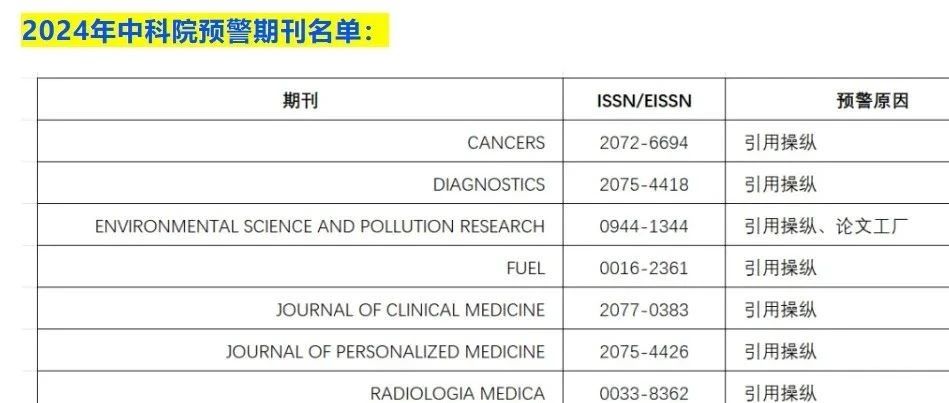 2024年中科院预警期刊名单：
期刊 ISSN/EISSN 预警原因
CANCERS 2072-6694 引用操纵
DIAGNOSTICS 2075-4418 引用操纵
ENVIRONMENTAL SCIENCE AND POLLUTION RESEARCH 0944-1344 引用操纵、论文工厂
FUEL 0016-2361 引用操纵
JOURNAL OF CLINICAL MEDICINE 2077-0383 引用操纵
JOURNAL OF PERSONALIZED MEDICINE 2075-4426 引用操纵
RADIOLOGIA MEDICA 0033-8362 引用操纵